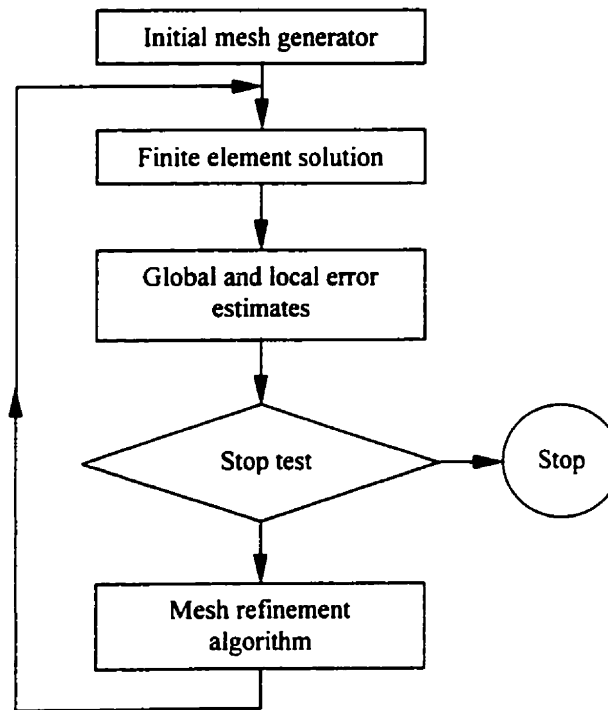 Initial mesh generator
Finite element solution
Global and local error
estimates
Stop test
Stop
Mesh refinement
algorithm